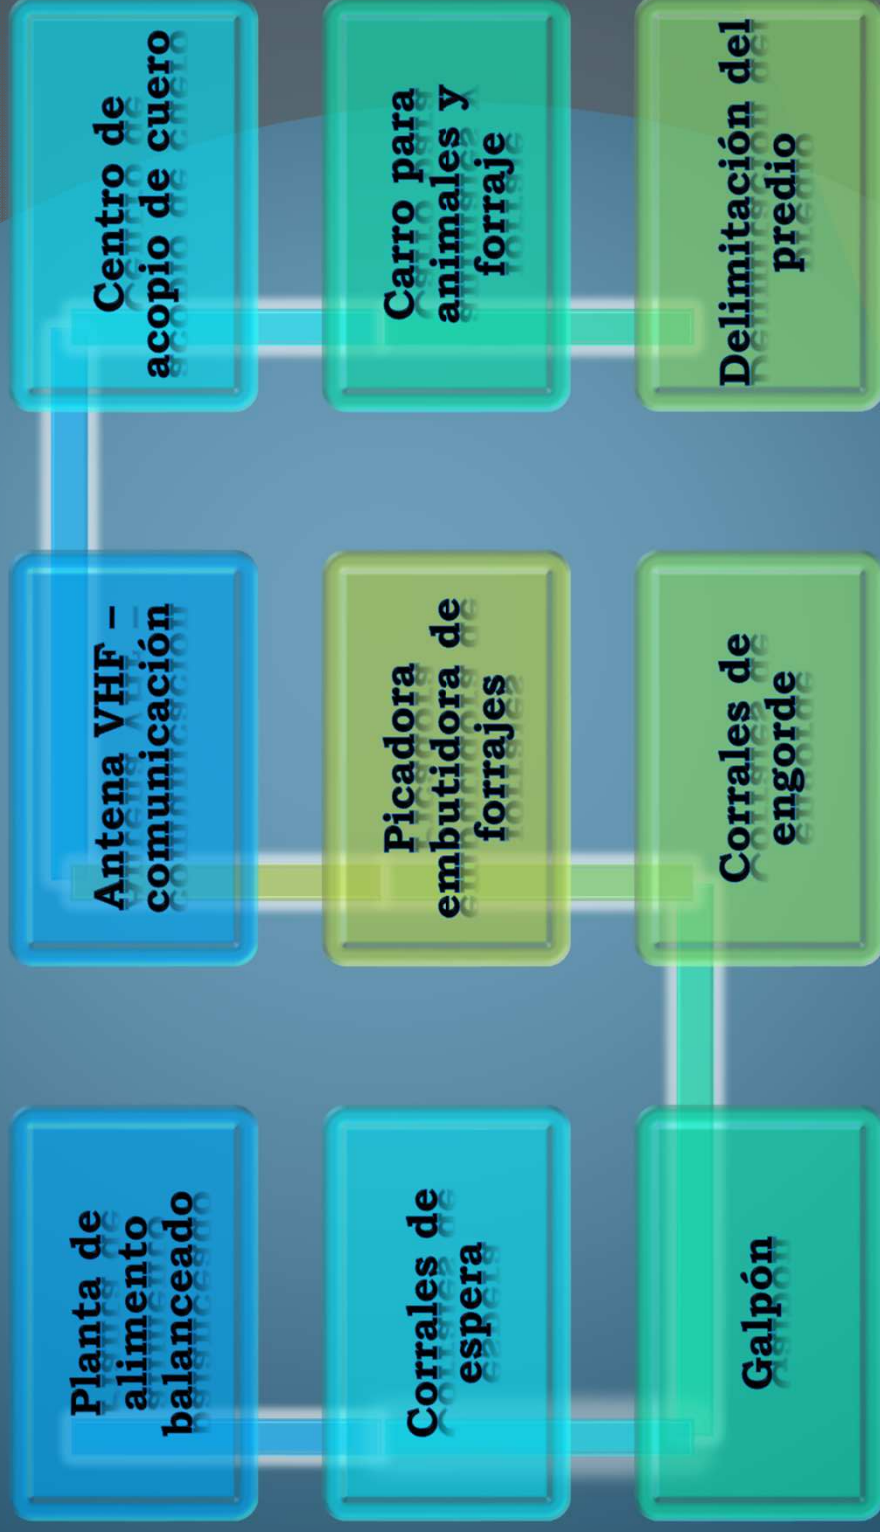 Planta de
alimento
balanceado
Corrales de
espera
Galpón
Corrales de
engorde
Picadora
embutidora de
forrajes
Antena VHF –
comunicación
Centro de
acopio de cuero
Carro para
animales y
forraje
Delimitación del
predio